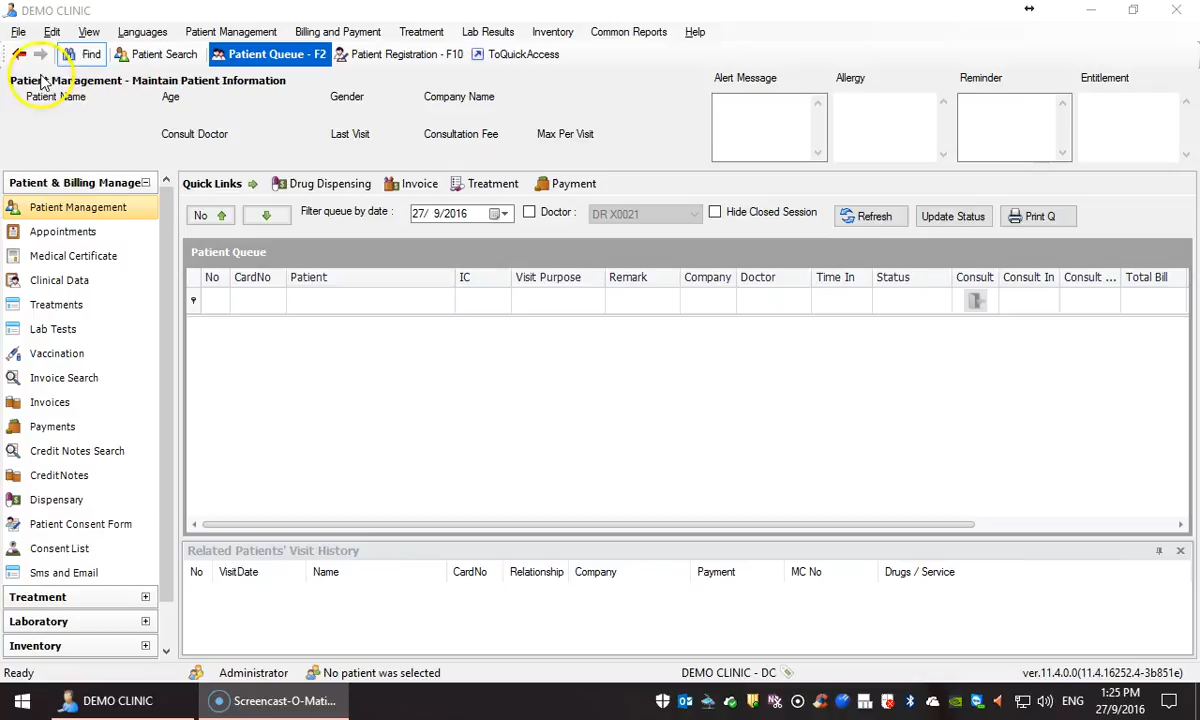 DEMO CLINIC
File Edit View Languages Patient Management Billing and Payment Treatment Lab Results Inventory Common Reports Help
Find Patient Search Patient Queue - F2 Patient Registration - F10 ToQuickAccess
Patient Management - Maintain Patient Information
Alert Message Allergy Reminder Entitlement
Patient Name Age Gender Company Name
Consult Doctor Last Visit Consultation Fee Max Per Visit
Patient & Billing Manage
Quick Links Drug Dispensing Invoice Treatment Payment
Patient Management
No Filter queue by date : 27/ 9/2016 Doctor : DR X0021 Hide Closed Session Refresh Update Status Print Q
Appointments
Medical Certificate
Patient Queue
Clinical Data
No CardNo Patient IC Visit Purpose Remark Company Doctor Time In Status Consult Consult In Consult ... Total Bill
Treatments
Lab Tests
Vaccination
Invoice Search
Invoices
Payments
Credit Notes Search
CreditNotes
Dispensary
Patient Consent Form
Consent List
Sms and Email
Related Patients' Visit History
No VisitDate Name CardNo Relationship Company Payment MC No Drugs / Service
Treatment
Laboratory
Inventory
Ready Administrator No patient was selected DEMO CLINIC - DC ver.11.4.0.0(11.4.16252.4-3b851e)
DEMO CLINIC Screencast-O-Mati... ENG 1:25 PM
27/9/2016